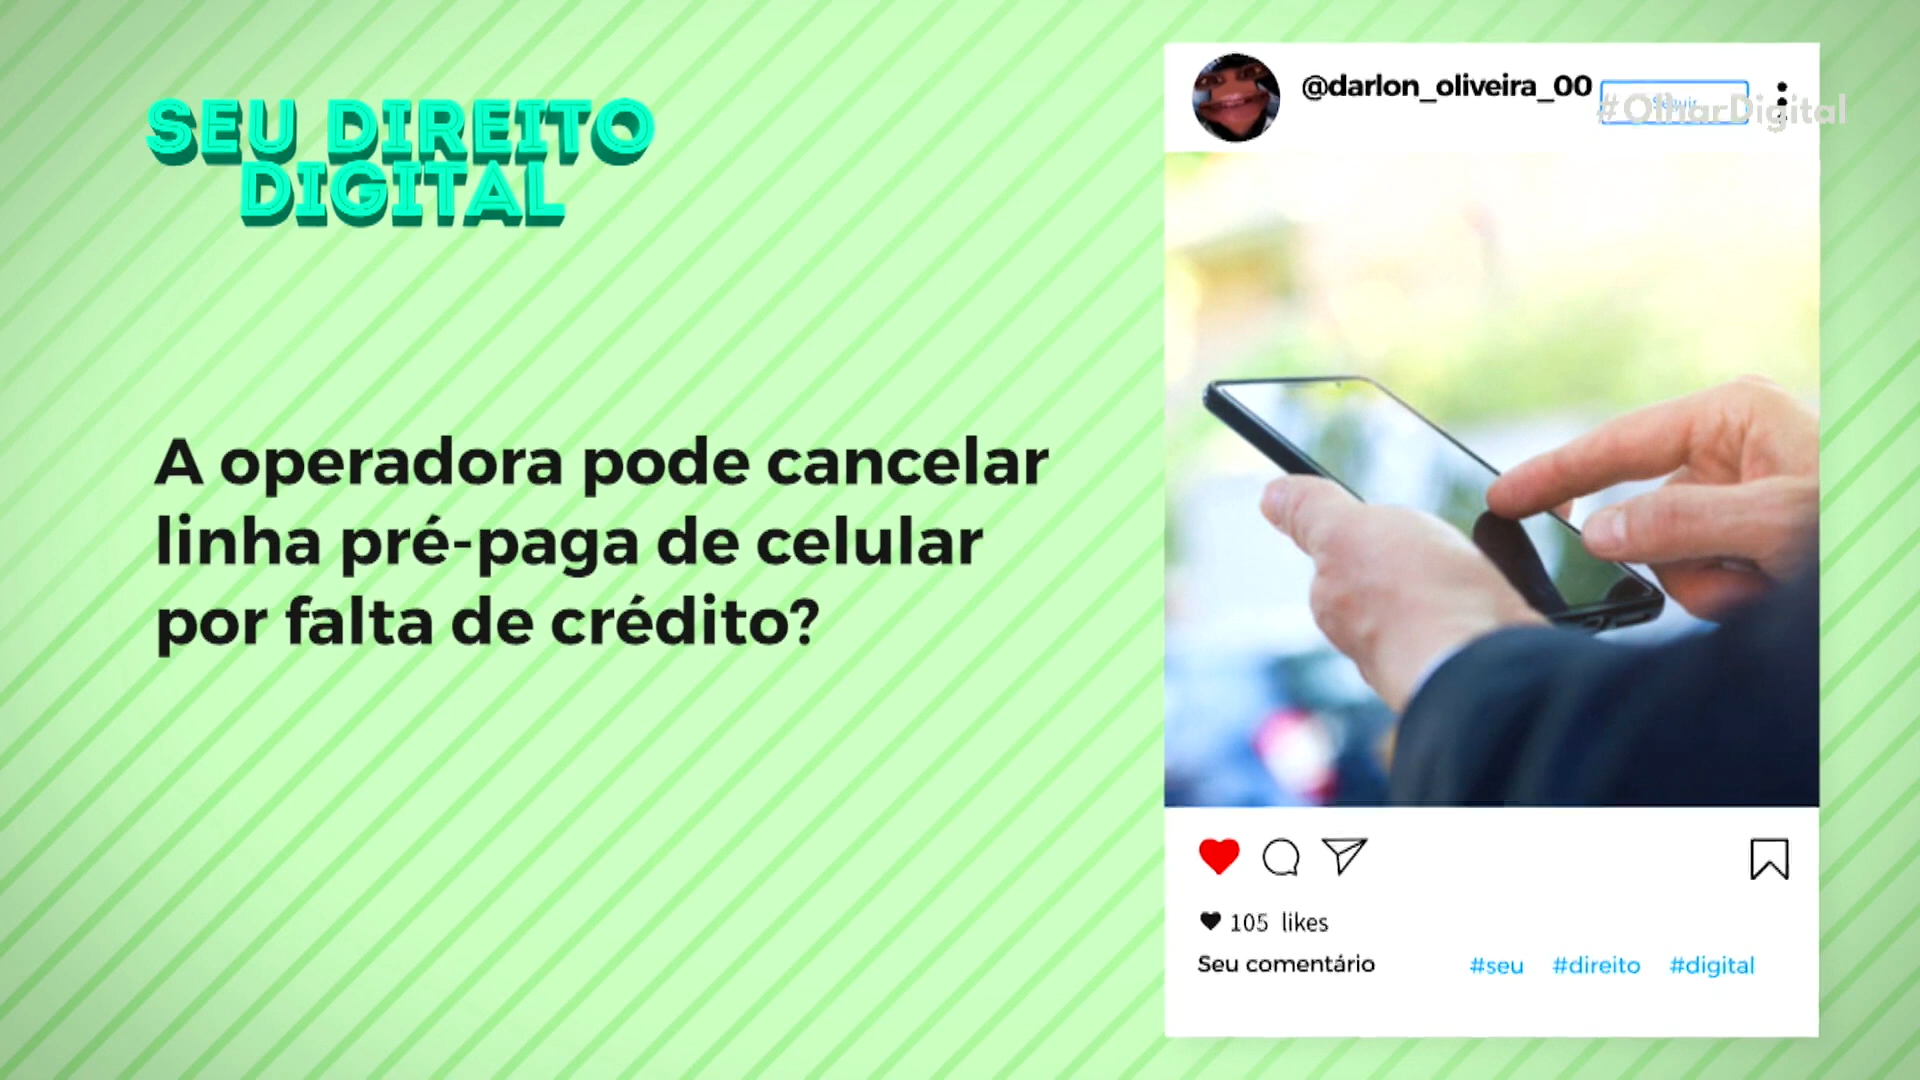 SEU DIREITO
DIGITAL
A operadora pode cancelar
linha pré-paga de celular
por falta de crédito?
@darlon_oliveira_00
#OlharDigital
105 likes
Seu comentário #seu #direito #digital